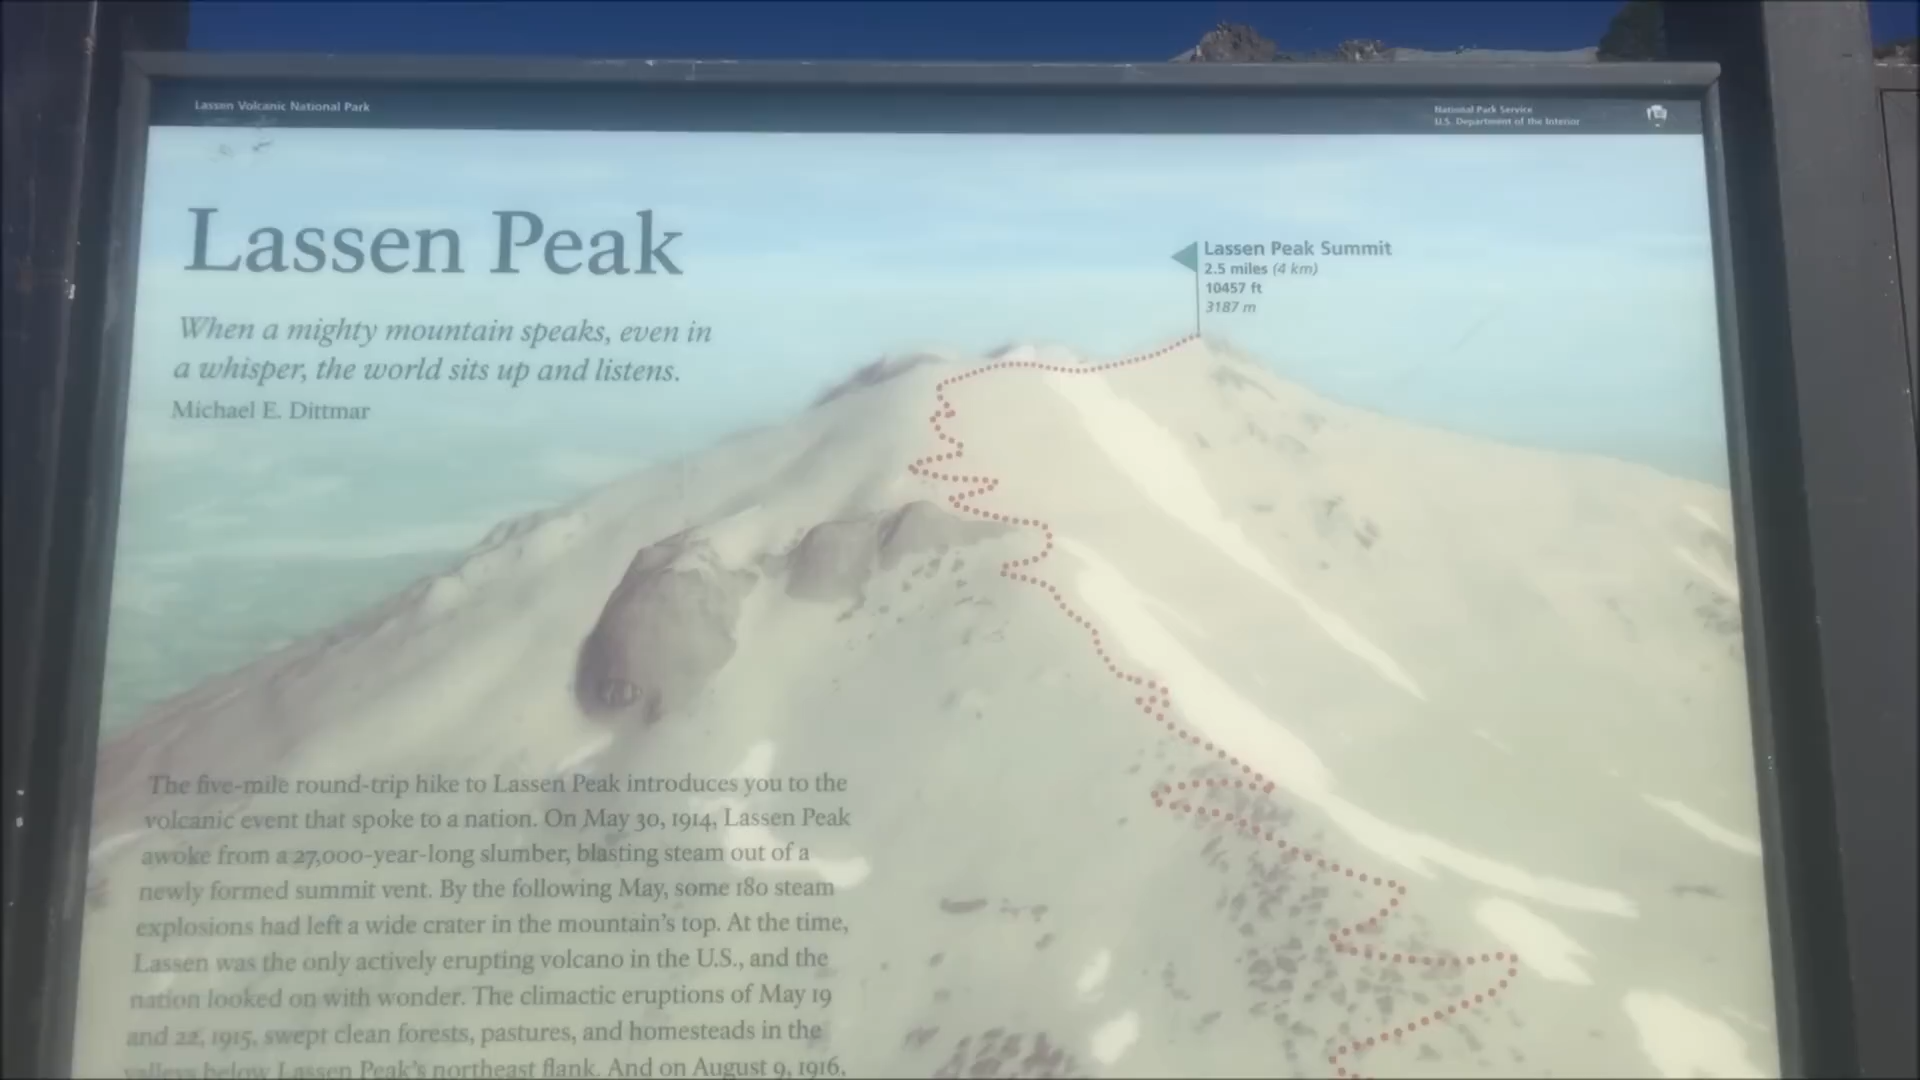 Lassen Volcanic National Park
National Park Service
U.S. Department of the Interior
Lassen Peak
When a mighty mountain speaks, even in
a whisper, the world sits up and listens.
Michael E. Dittmar
Lassen Peak Summit
2.5 miles (4 km)
10457 ft
3187 m
The five-mile round-trip hike to Lassen Peak introduces you to the
volcanic event that spoke to a nation. On May 30, 1914, Lassen Peak
awoke from a 27,000-year-long slumber, blasting steam out of a
newly formed summit vent. By the following May, some 180 steam
explosions had left a wide crater in the mountain's top. At the time,
Lassen was the only actively erupting volcano in the U.S., and the
nation looked on with wonder. The climactic eruptions of May 19
and 22, 1915, swept clean forests, pastures, and homesteads in the
valleys below Lassen Peak's northeast flank. And on August 9, 1916,